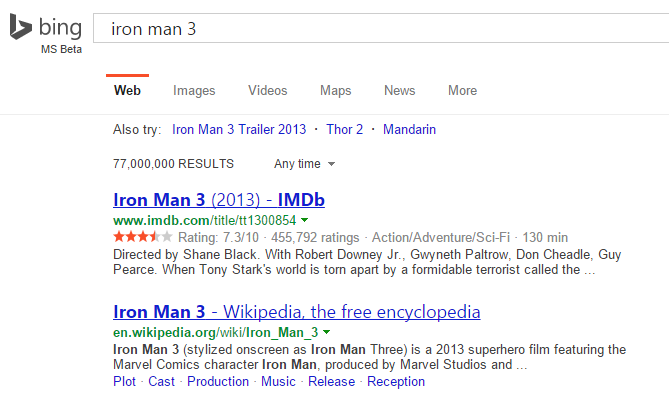 bing
MS Beta
iron man 3
Web Images Videos Maps News More
Also try: Iron Man 3 Trailer 2013 · Thor 2 · Mandarin
77,000,000 RESULTS Any time
Iron Man 3 (2013) - IMDb
www.imdb.com/title/tt1300854
Rating: 7.3/10 · 455,792 ratings · Action/Adventure/Sci-Fi · 130 min
Directed by Shane Black. With Robert Downey Jr., Gwyneth Paltrow, Don Cheadle, Guy
Pearce. When Tony Stark's world is torn apart by a formidable terrorist called the ...
Iron Man 3 - Wikipedia, the free encyclopedia
en.wikipedia.org/wiki/Iron_Man_3
Iron Man 3 (stylized onscreen as Iron Man Three) is a 2013 superhero film featuring the
Marvel Comics character Iron Man, produced by Marvel Studios and ...
Plot · Cast · Production · Music · Release · Reception